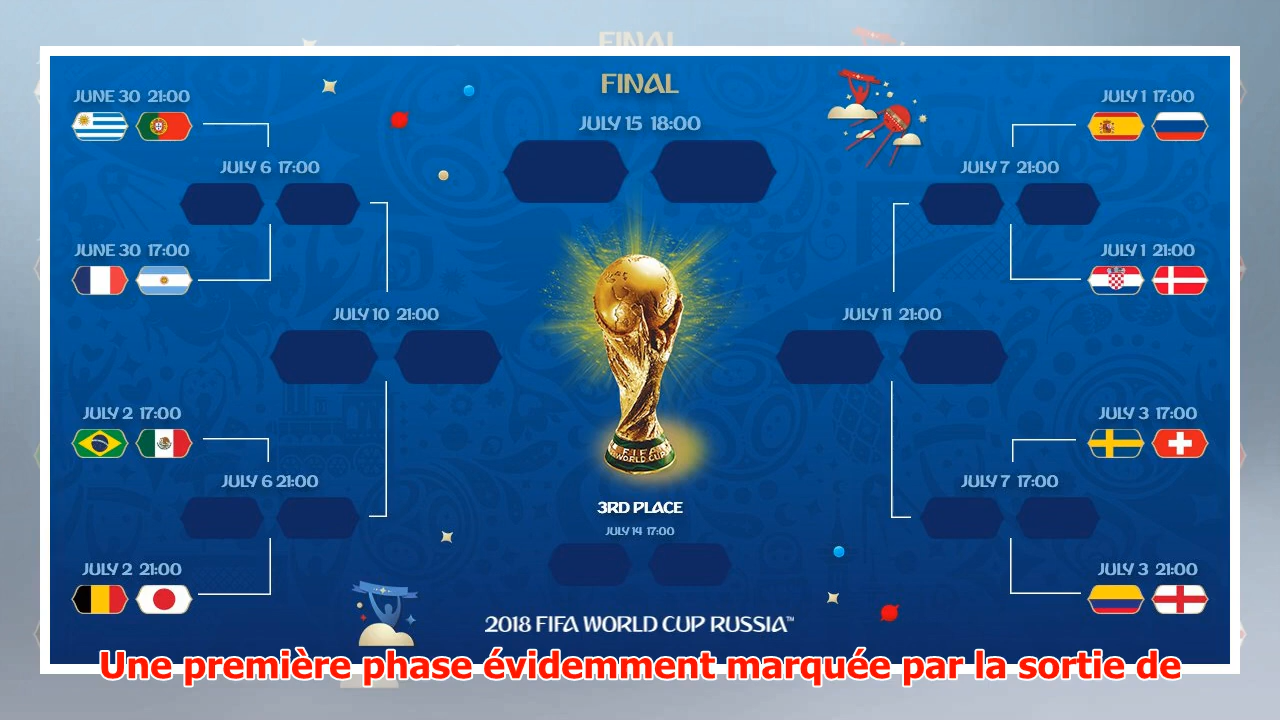 FINAL
FINAL
JULY 15 18:00
JUNE 30 21:00
JULY 6 17:00
JUNE 30 17:00
JULY 10 21:00
JULY 2 17:00
JULY 6 21:00
JULY 2 21:00
JULY 1 17:00
JULY 7 21:00
JULY 1 21:00
JULY 11 21:00
JULY 3 17:00
JULY 7 17:00
JULY 3 21:00
FIFA
WORLD CUP
3RD PLACE
JULY 14 17:00
2018 FIFA WORLD CUP RUSSIA™
Une première phase évidemment marquée par la sortie de